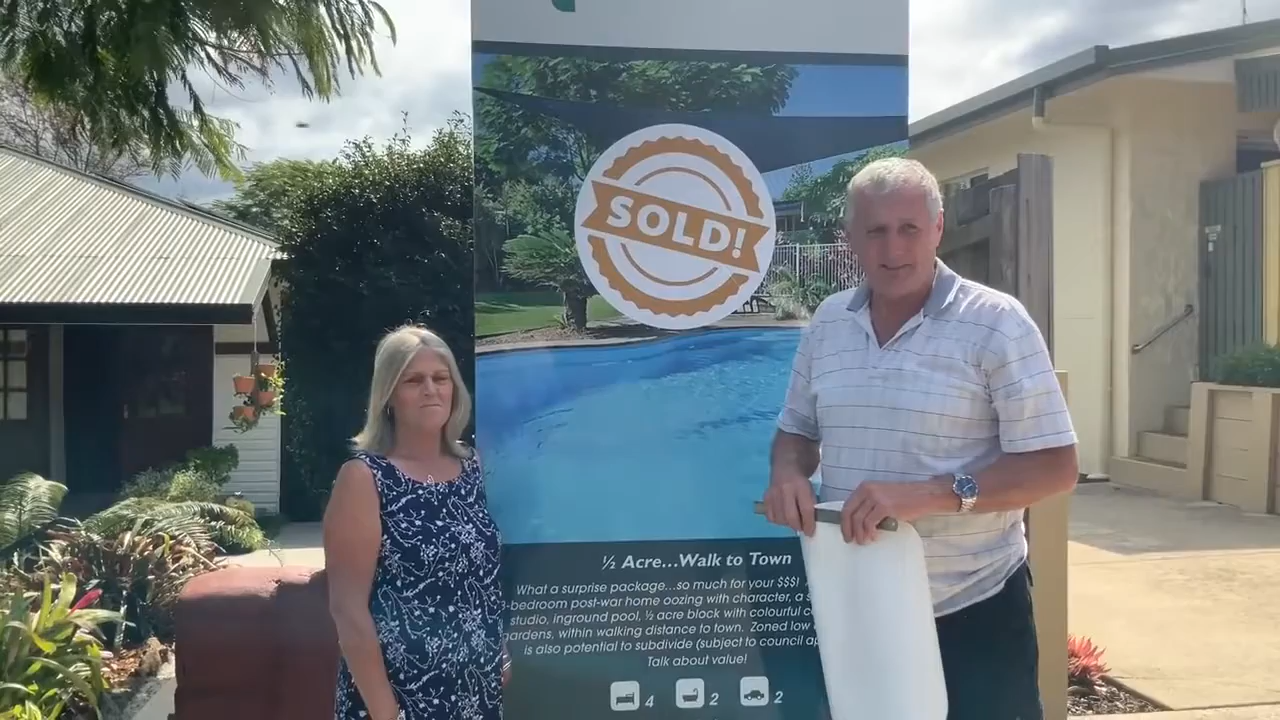 SOLD!
½ Acre...Walk to Town
What a surprise package...so much for your $$$!
-bedroom post-war home oozing with character, a
studio, inground pool, ½ acre block with colourful
gardens, within walking distance to town. Zoned low
is also potential to subdivide (subject to council
Talk about value!
4 2 2